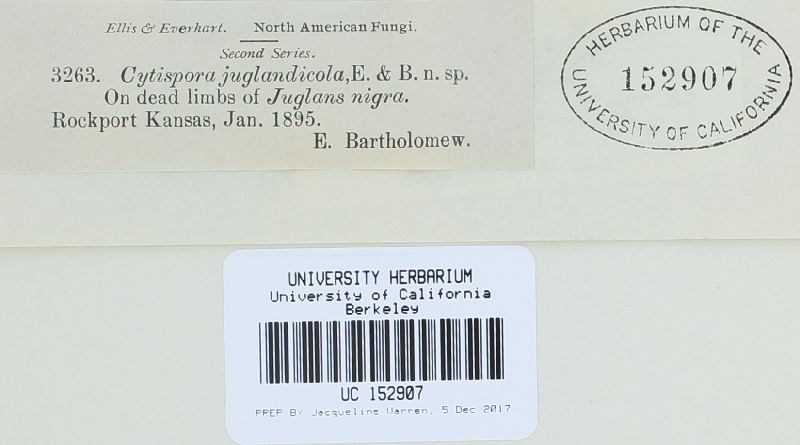 Ellis & Everhart. North American Fungi.
Second Series.
3263. Cytispora juglandicola, E. & B. n. sp.
On dead limbs of Juglans nigra.
Rockport Kansas, Jan. 1895.
E. Bartholomew.
HERBARIUM OF THE
152907
UNIVERSITY OF CALIFORNIA
UNIVERSITY HERBARIUM
University of California
Berkeley
UC 152907
PREP BY Jacqueline Warren, 5 Dec 2017